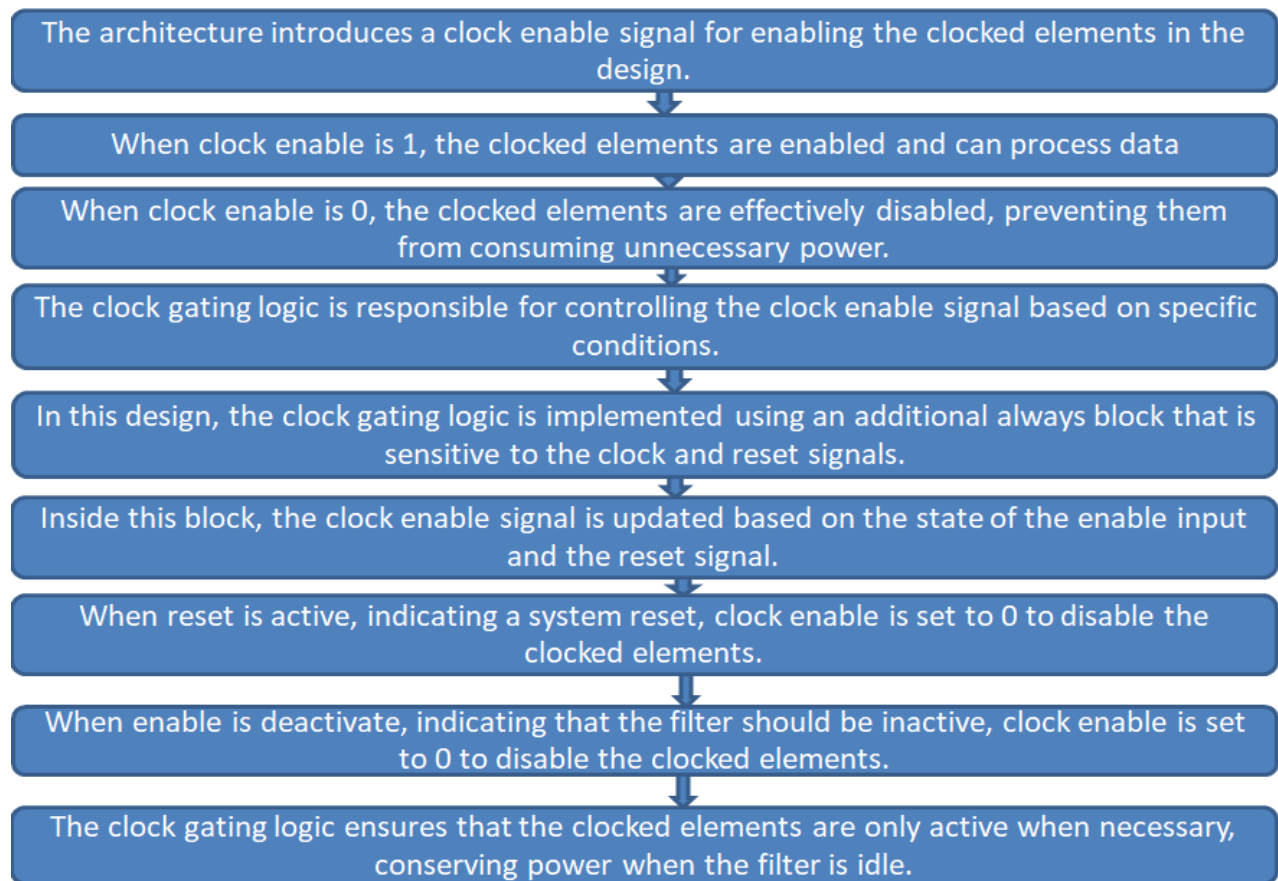 The architecture introduces a clock enable signal for enabling the clocked elements in the
design.
When clock enable is 1, the clocked elements are enabled and can process data
When clock enable is 0, the clocked elements are effectively disabled, preventing them
from consuming unnecessary power.
The clock gating logic is responsible for controlling the clock enable signal based on specific
conditions.
In this design, the clock gating logic is implemented using an additional always block that is
sensitive to the clock and reset signals.
Inside this block, the clock enable signal is updated based on the state of the enable input
and the reset signal.
When reset is active, indicating a system reset, clock enable is set to 0 to disable the
clocked elements.
When enable is deactivate, indicating that the filter should be inactive, clock enable is set
to 0 to disable the clocked elements.
The clock gating logic ensures that the clocked elements are only active when necessary,
conserving power when the filter is idle.